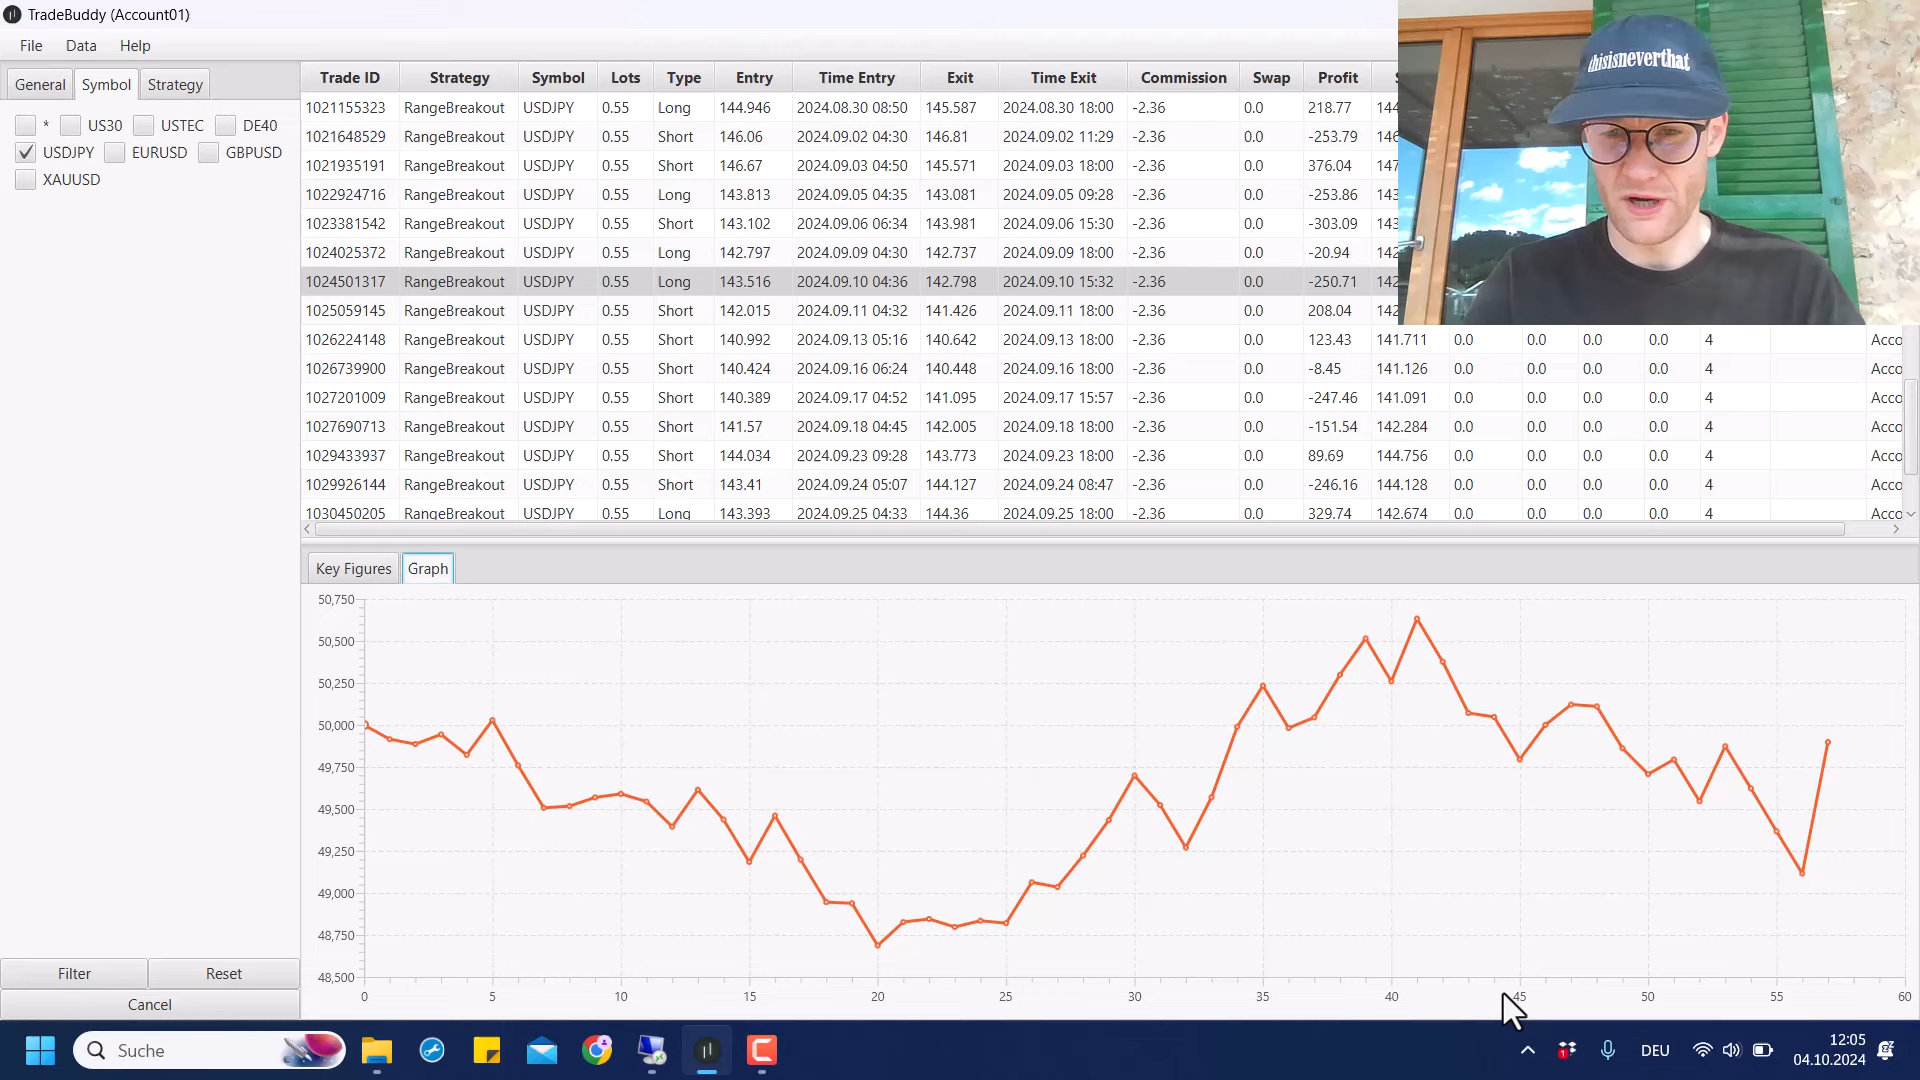 TradeBuddy (Account01)
File Data Help
General Symbol Strategy
* US30 USTEC DE40
USDJPY EURUSD GBPUSD
XAUUSD
Trade ID Strategy Symbol Lots Type Entry Time Entry Exit Time Exit Commission Swap Profit
1021155323 RangeBreakout USDJPY 0.55 Long 144.946 2024.08.30 08:50 145.587 2024.08.30 18:00 -2.36 0.0 218.77
1021648529 RangeBreakout USDJPY 0.55 Short 146.06 2024.09.02 04:30 146.81 2024.09.02 11:29 -2.36 0.0 -253.79
1021935191 RangeBreakout USDJPY 0.55 Short 146.67 2024.09.03 04:50 145.571 2024.09.03 18:00 -2.36 0.0 376.04
1022924716 RangeBreakout USDJPY 0.55 Long 143.813 2024.09.05 04:35 143.081 2024.09.05 09:28 -2.36 0.0 -253.86
1023381542 RangeBreakout USDJPY 0.55 Short 143.102 2024.09.06 06:34 143.981 2024.09.06 15:30 -2.36 0.0 -303.09
1024025372 RangeBreakout USDJPY 0.55 Long 142.797 2024.09.09 04:30 142.737 2024.09.09 18:00 -2.36 0.0 -20.94
1024501317 RangeBreakout USDJPY 0.55 Long 143.516 2024.09.10 04:36 142.798 2024.09.10 15:32 -2.36 0.0 -250.71
1025059145 RangeBreakout USDJPY 0.55 Short 142.015 2024.09.11 04:32 141.426 2024.09.11 18:00 -2.36 0.0 208.04
1026224148 RangeBreakout USDJPY 0.55 Short 140.992 2024.09.13 05:16 140.642 2024.09.13 18:00 -2.36 0.0 123.43 141.711 0.0 0.0 0.0 0.0 4 Acco
1026739900 RangeBreakout USDJPY 0.55 Short 140.424 2024.09.16 06:24 140.448 2024.09.16 18:00 -2.36 0.0 -8.45 141.126 0.0 0.0 0.0 0.0 4 Acco
1027201009 RangeBreakout USDJPY 0.55 Short 140.389 2024.09.17 04:52 141.095 2024.09.17 15:57 -2.36 0.0 -247.46 141.091 0.0 0.0 0.0 0.0 4 Acco
1027690713 RangeBreakout USDJPY 0.55 Short 141.57 2024.09.18 04:45 142.005 2024.09.18 18:00 -2.36 0.0 -151.54 142.284 0.0 0.0 0.0 0.0 4 Acco
1029433937 RangeBreakout USDJPY 0.55 Short 144.034 2024.09.23 09:28 143.773 2024.09.23 18:00 -2.36 0.0 89.69 144.756 0.0 0.0 0.0 0.0 4 Acco
1029926144 RangeBreakout USDJPY 0.55 Short 143.41 2024.09.24 05:07 144.127 2024.09.24 08:47 -2.36 0.0 -246.16 144.128 0.0 0.0 0.0 0.0 4 Acco
1030450205 RangeBreakout USDJPY 0.55 Long 143.393 2024.09.25 04:33 144.36 2024.09.25 18:00 -2.36 0.0 329.74 142.674 0.0 0.0 0.0 0.0 4 Acco
thisisneverthat
Key Figures Graph
50,750
50,500
50,250
50,000
49,750
49,500
49,250
49,000
48,750
48,500
0 5 10 15 20 25 30 35 40 45 50 55 60
Filter Reset
Cancel
Suche
1
DEU
12:05
04.10.2024